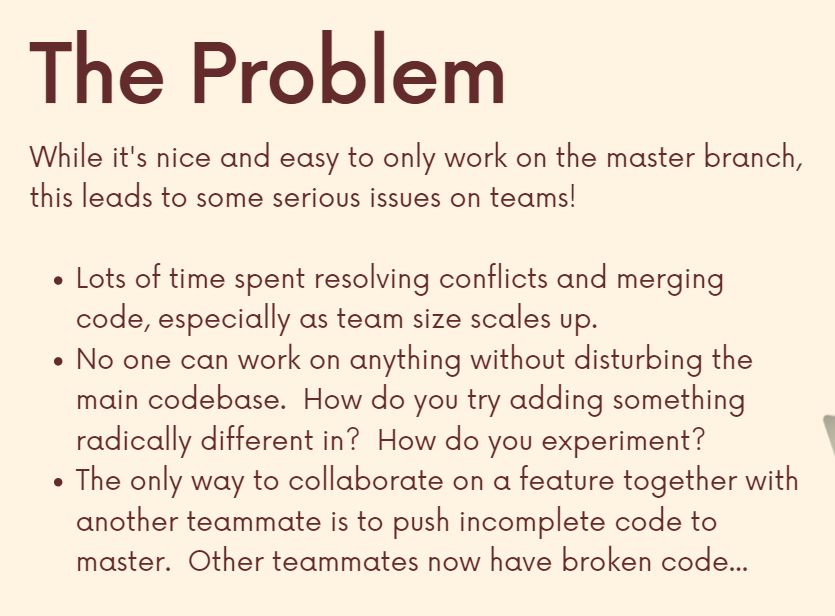 The Problem
While it's nice and easy to only work on the master branch,
this leads to some serious issues on teams!
• Lots of time spent resolving conflicts and merging
code, especially as team size scales up.
• No one can work on anything without disturbing the
main codebase.  How do you try adding something
radically different in?  How do you experiment?
• The only way to collaborate on a feature together with
another teammate is to push incomplete code to
master.  Other teammates now have broken code...